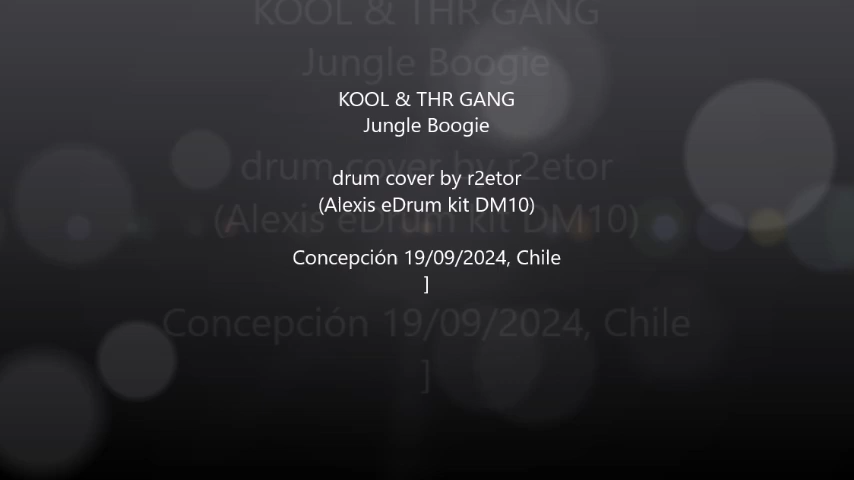 KOOL & THR GANG
Jungle Boogie
drum cover by r2etor
(Alexis eDrum kit DM10)
Concepción 19/09/2024, Chile
]